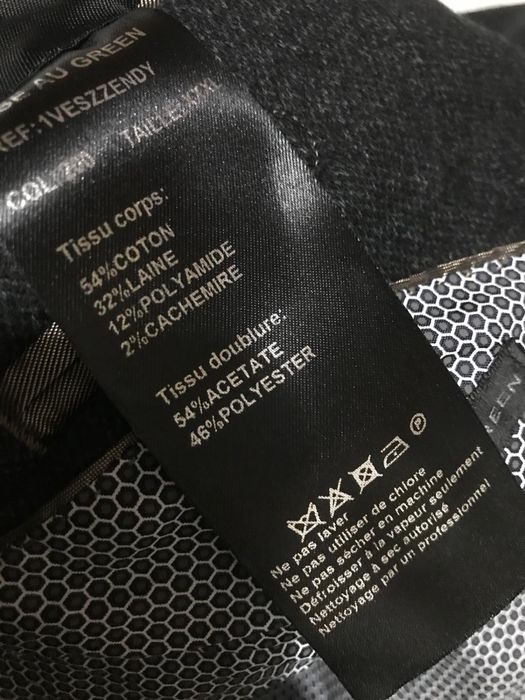 AU GREEN
REF:1VESZZENDY
COL
TAILLE
Tissu corps:
54%COTON
32%LAINE
12%POLYAMIDE
2%CACHEMIRE
Tissu doublure:
54%ACETATE
46%POLYESTER
P
Ne pas laver
Ne pas utiliser de chlore
Ne pas sécher en machine
Défroisser à la vapeur seulement
Nettoyage à sec autorisé
Nettoyage par un professionnel
REEN